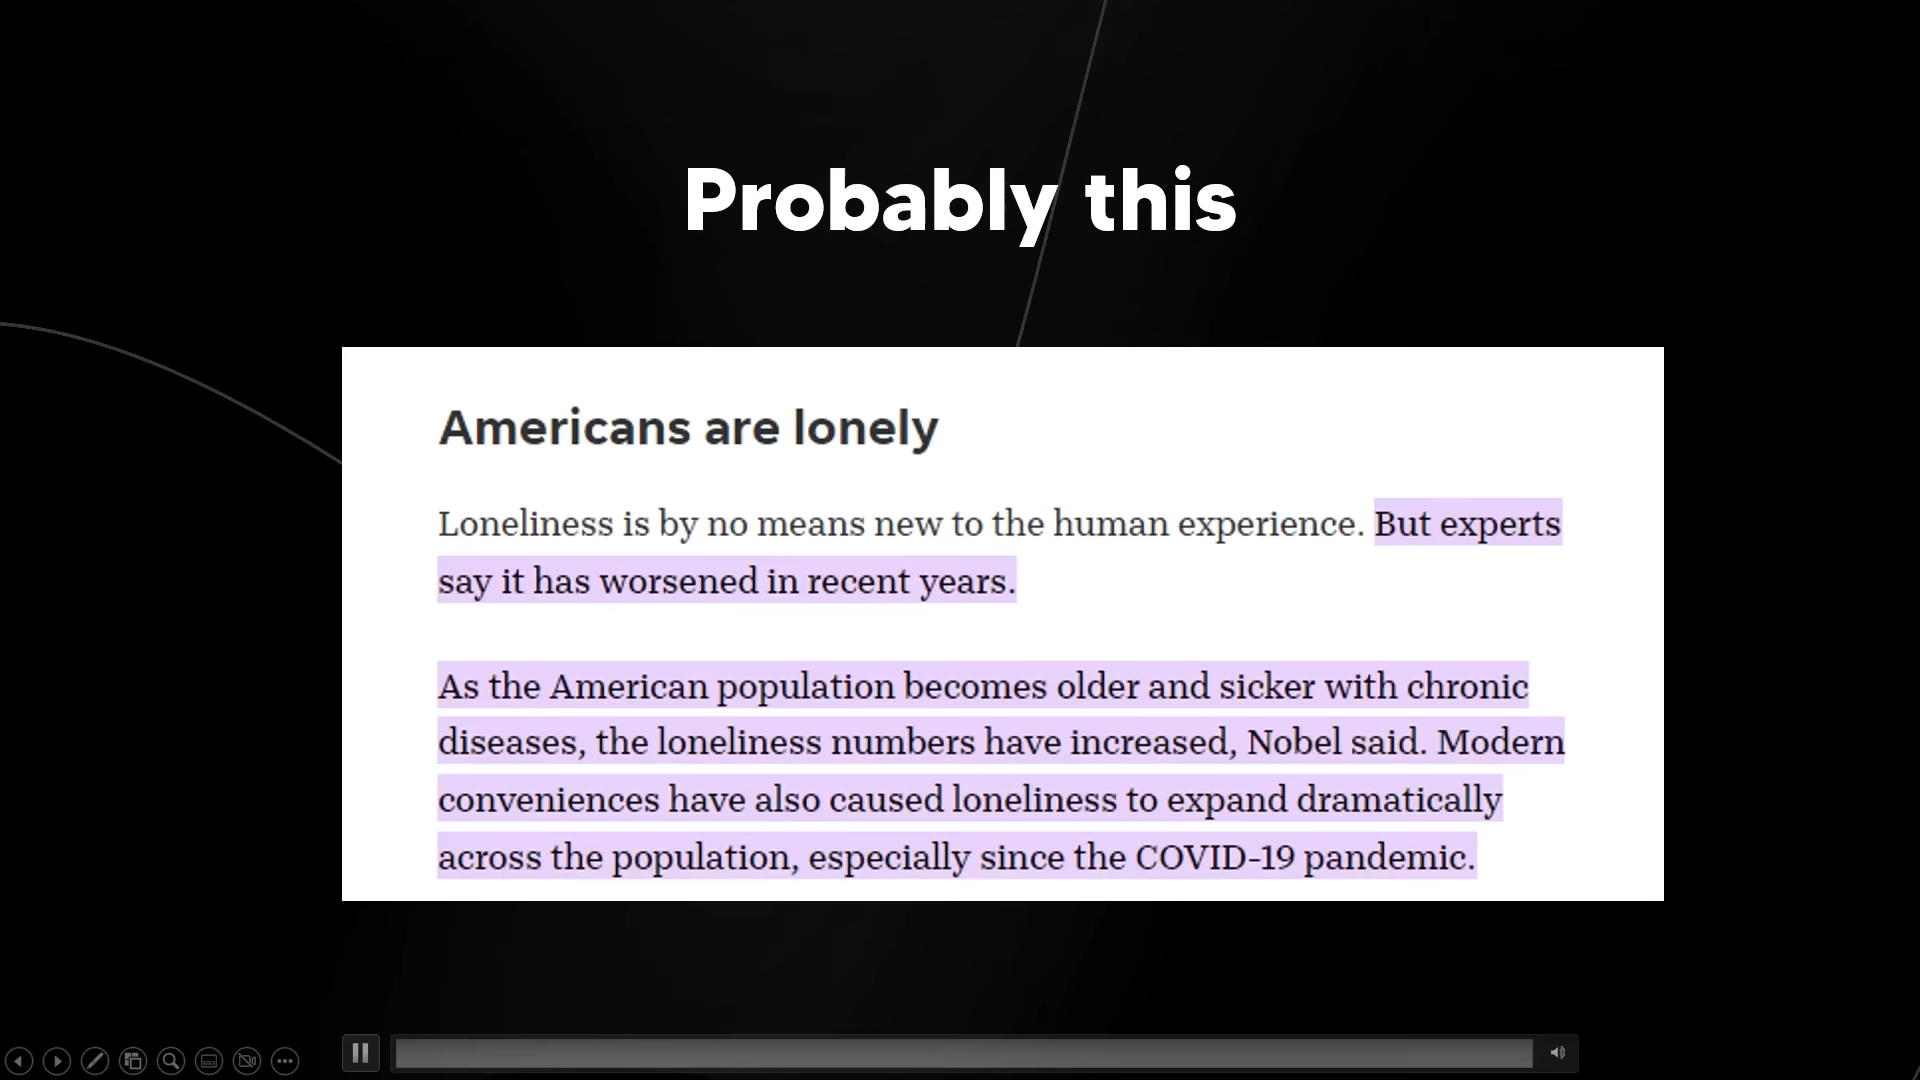 Probably this
Americans are lonely
Loneliness is by no means new to the human experience. But experts
say it has worsened in recent years.
As the American population becomes older and sicker with chronic
diseases, the loneliness numbers have increased, Nobel said. Modern
conveniences have also caused loneliness to expand dramatically
across the population, especially since the COVID-19 pandemic.